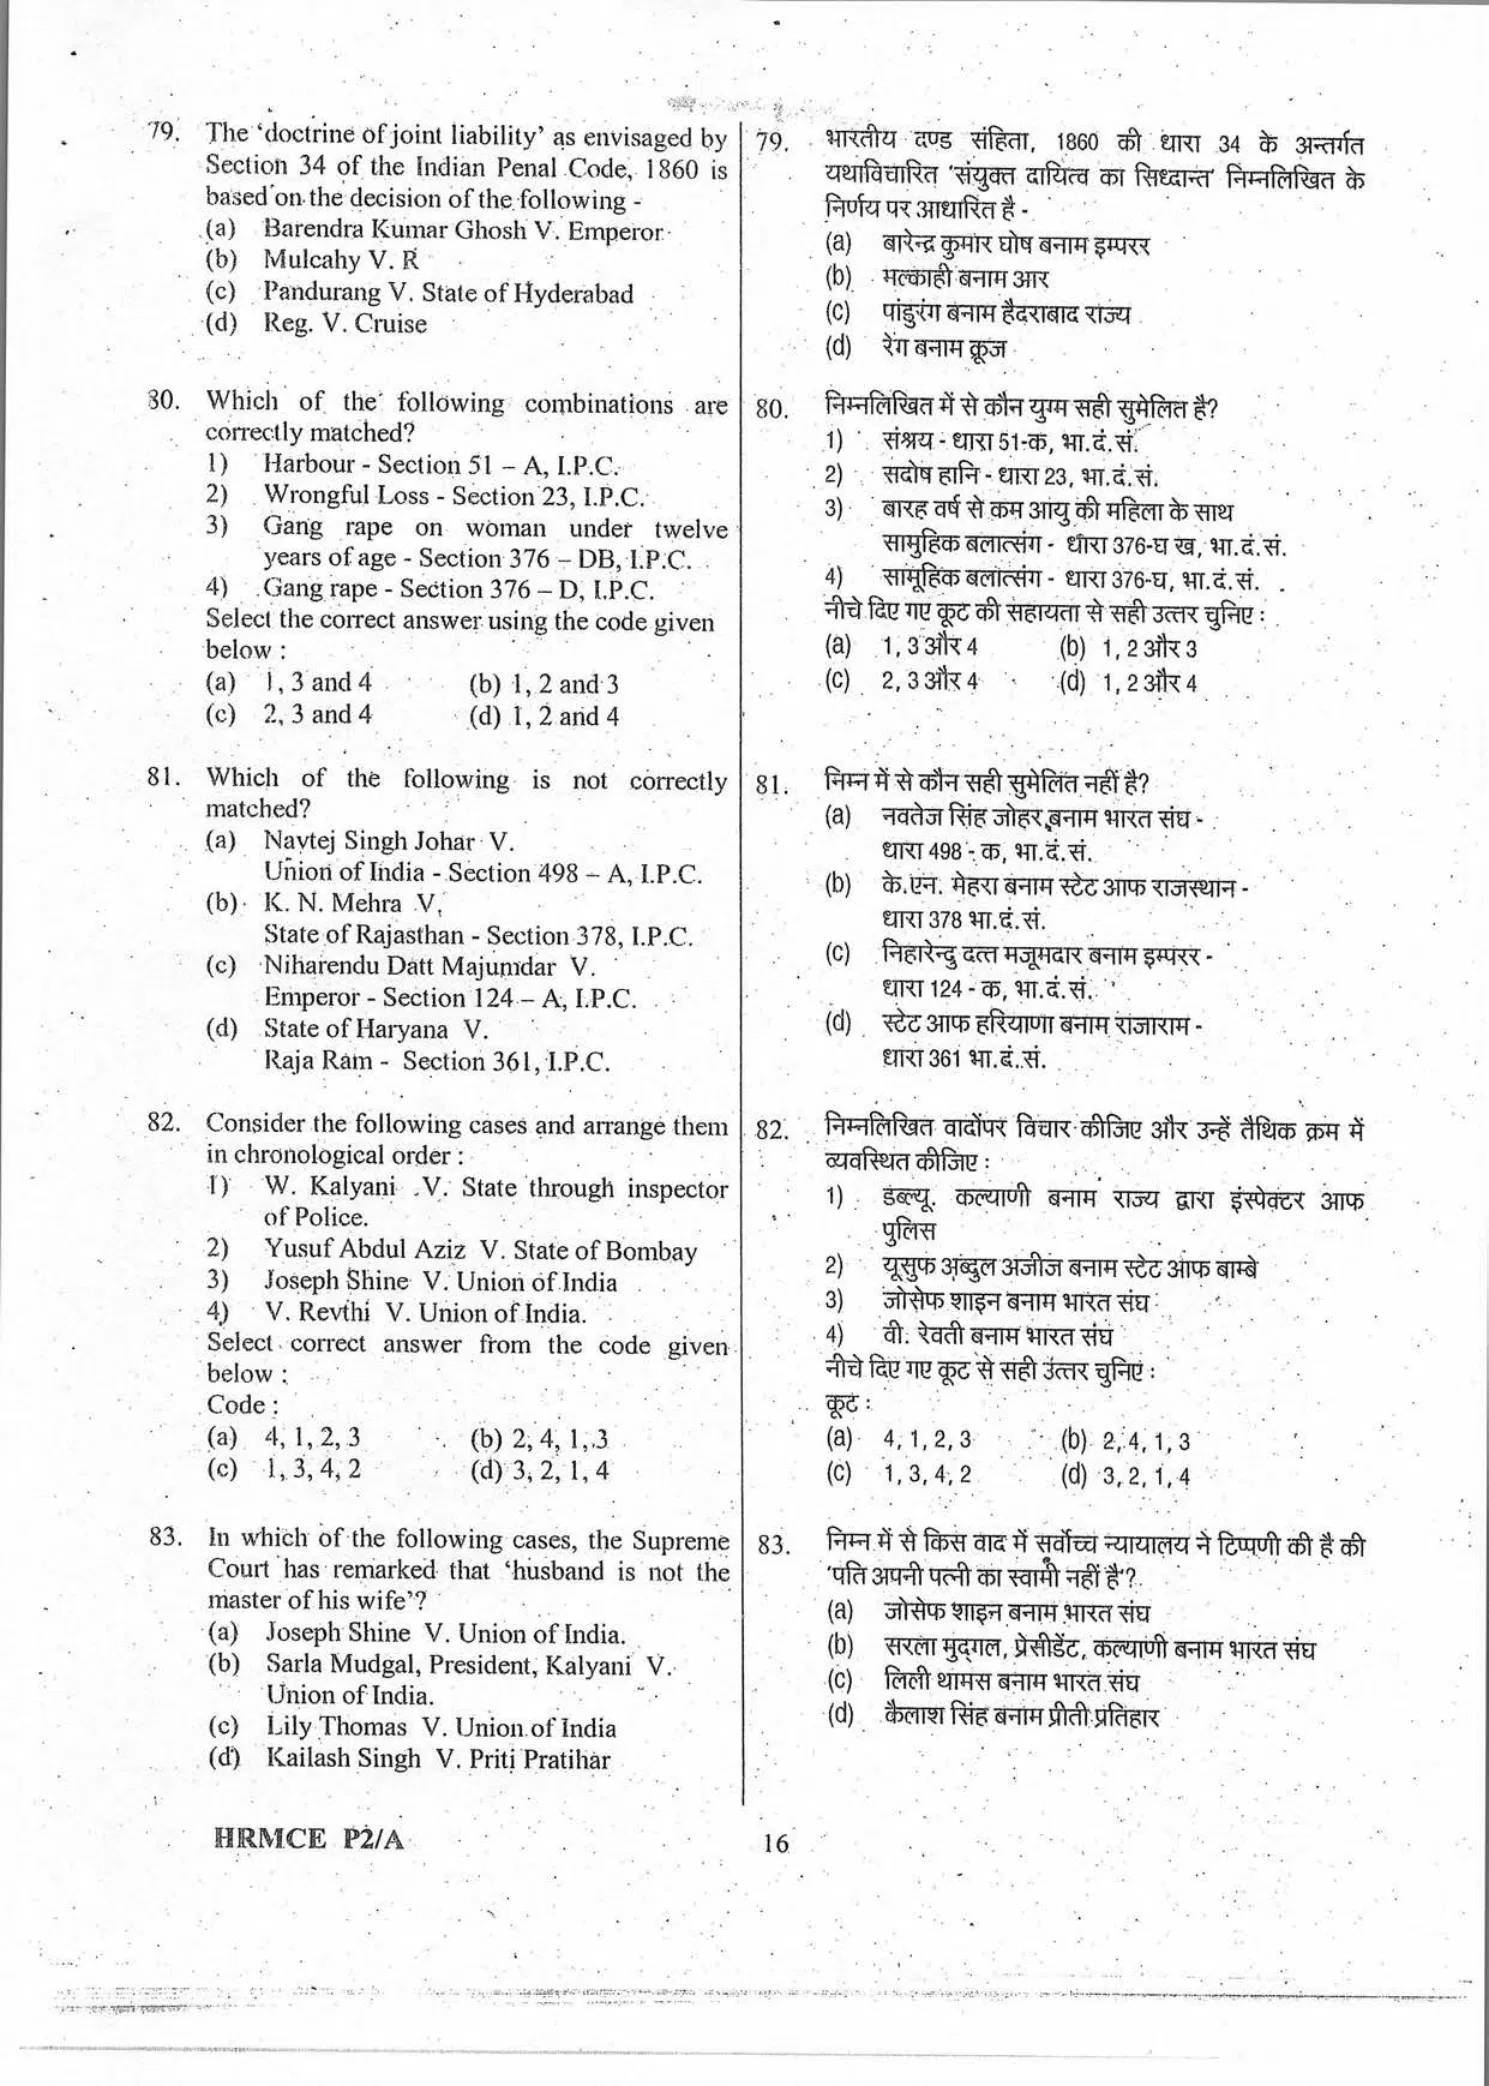 79. The ‘doctrine of joint liability’ as envisaged by
Section 34 of the Indian Penal Code, 1860 is
based on the decision of the following -
(a) Barendra Kumar Ghosh V. Emperor
(b) Mulcahy V. R
(c) Pandurang V. State of Hyderabad
(d) Reg. V. Cruise
80. Which of the following combinations are
correctly matched?
1) Harbour - Section 51 – A, I.P.C.
2) Wrongful Loss - Section 23, I.P.C.
3) Gang rape on woman under twelve
years of age - Section 376 – DB, I.P.C.
4) Gang rape - Section 376 – D, I.P.C.
Select the correct answer using the code given
below :
(a) 1, 3 and 4 (b) 1, 2 and 3
(c) 2, 3 and 4 (d) 1, 2 and 4
81. Which of the following is not correctly
matched?
(a) Navtej Singh Johar V.
Union of India - Section 498 – A, I.P.C.
(b) K. N. Mehra V.
State of Rajasthan - Section 378, I.P.C.
(c) Niharendu Datt Majumdar V.
Emperor - Section 124 – A, I.P.C.
(d) State of Haryana V.
Raja Ram - Section 361, I.P.C.
82. Consider the following cases and arrange them
in chronological order :
1) W. Kalyani V. State through inspector
of Police.
2) Yusuf Abdul Aziz V. State of Bombay
3) Joseph Shine V. Union of India
4) V. Revthi V. Union of India.
Select correct answer from the code given
below :
Code :
(a) 4, 1, 2, 3 (b) 2, 4, 1, 3
(c) 1, 3, 4, 2 (d) 3, 2, 1, 4
83. In which of the following cases, the Supreme
Court has remarked that ‘husband is not the
master of his wife’?
(a) Joseph Shine V. Union of India.
(b) Sarla Mudgal, President, Kalyani V.
Union of India.
(c) Lily Thomas V. Union of India
(d) Kailash Singh V. Priti Pratihar
79. भारतीय दण्ड संहिता, 1860 की धारा 34 के अन्तर्गत
यथाविचारित ‘संयुक्त दायित्व का सिध्दान्त’ निम्नलिखित के
निर्णय पर आधारित है -
(a) बारेन्द्र कुमार घोष बनाम इम्परर
(b) मल्काही बनाम आर
(c) पांडुरंग बनाम हैदराबाद राज्य
(d) रेग बनाम क्रूज
80. निम्नलिखित में से कौन युग्म सही सुमेलित है?
1) संश्रय - धारा 51-क, भा.दं.सं.
2) सदोष हानि - धारा 23, भा.दं.सं.
3) बारह वर्ष से कम आयु की महिला के साथ
सामुहिक बलात्संग - धारा 376-घ ख, भा.दं.सं.
4) सामूहिक बलात्संग - धारा 376-घ, भा.दं.सं.
नीचे दिए गए कूट की सहायता से सही उत्तर चुनिए :
(a) 1, 3 और 4 (b) 1, 2 और 3
(c) 2, 3 और 4 (d) 1, 2 और 4
81. निम्न में से कौन सही सुमेलित नहीं है?
(a) नवतेज सिंह जोहर बनाम भारत संघ -
धारा 498 - क, भा.दं.सं.
(b) के.एन. मेहरा बनाम स्टेट आफ राजस्थान -
धारा 378 भा.दं.सं.
(c) निहारेन्दु दत्त मजूमदार बनाम इम्परर -
धारा 124 - क, भा.दं.सं.
(d) स्टेट आफ हरियाणा बनाम राजाराम -
धारा 361 भा.दं.सं.
82. निम्नलिखित वादोंपर विचार कीजिए और उन्हें तैथिक क्रम में
व्यवस्थित कीजिए :
1) डब्ल्यू. कल्याणी बनाम राज्य द्वारा इंस्पेक्टर आफ
पुलिस
2) यूसुफ अब्दुल अजीज बनाम स्टेट आफ बाम्बे
3) जोसेफ शाइन बनाम भारत संघ
4) वी. रेवती बनाम भारत संघ
नीचे दिए गए कूट से सही उत्तर चुनिए :
कूट :
(a) 4, 1, 2, 3 (b) 2, 4, 1, 3
(c) 1, 3, 4, 2 (d) 3, 2, 1, 4
83. निम्न में से किस वाद में सर्वोच्च न्यायालय ने टिप्पणी की है की
‘पति अपनी पत्नी का स्वामी नहीं है’?
(a) जोसेफ शाइन बनाम भारत संघ
(b) सरला मुद्गल, प्रेसीडेंट, कल्याणी बनाम भारत संघ
(c) लिली थामस बनाम भारत संघ
(d) कैलाश सिंह बनाम प्रीती प्रतिहार
HRMCE P2/A 16